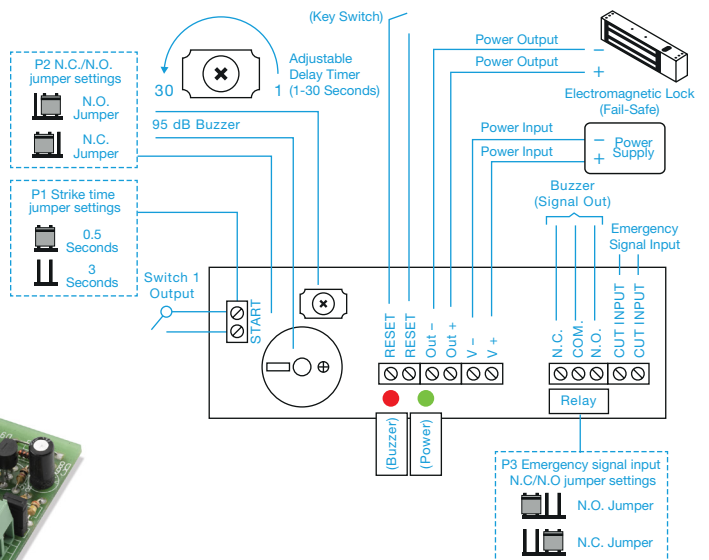 (Key Switch)
P2 N.C./N.O.
jumper settings
N.O.
Jumper
N.C.
Jumper
30
1
Adjustable
Delay Timer
(1-30 Seconds)
95 dB Buzzer
Power Output
Power Output
−
+
Electromagnetic Lock
(Fail-Safe)
Power Input
Power Input
− Power
+ Supply
P1 Strike time
jumper settings
0.5
Seconds
3
Seconds
Buzzer
(Signal Out)
Emergency
Signal Input
Switch 1
Output
START
RESET
RESET
Out −
Out +
V −
V +
N.C.
COM.
N.O.
CUT INPUT
CUT INPUT
Relay
(Buzzer)
(Power)
P3 Emergency signal input
N.C/N.O jumper settings
N.O. Jumper
N.C. Jumper